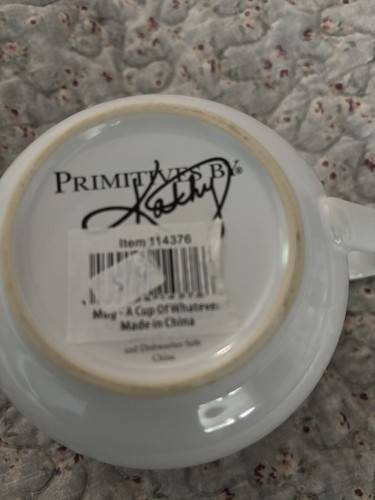 PRIMITIVES BY®
Kathy
Item 114376
Mug - A Cup Of Whatever
Made in China
and Dishwasher Safe
China